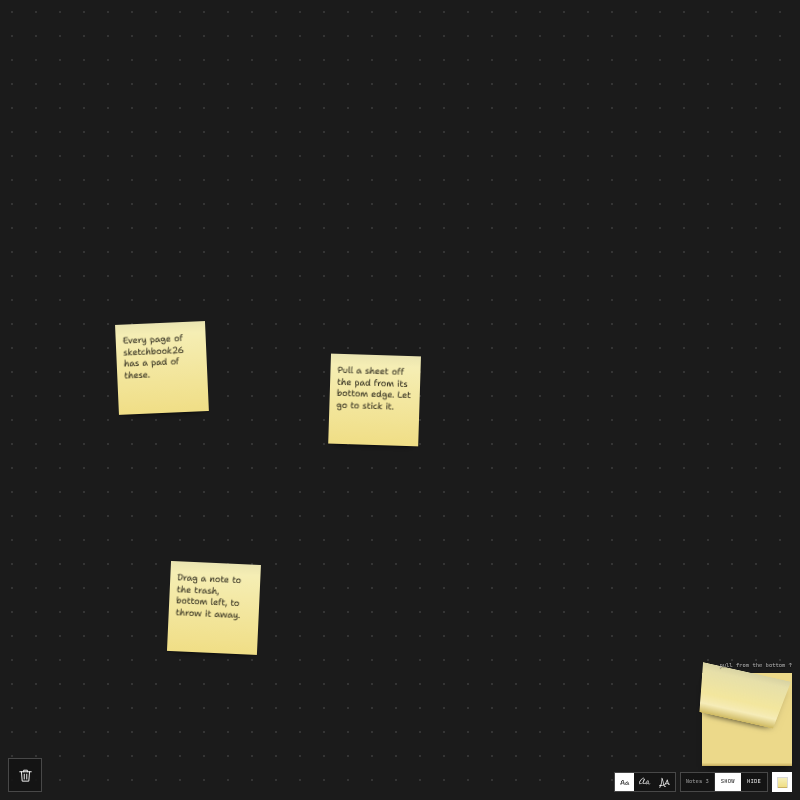 Every page of
sketchbook26
has a pad of
these.
Pull a sheet off
the pad from its
bottom edge. Let
go to stick it.
Drag a note to
the trash,
bottom left, to
throw it away.
pull from the bottom ↑
Aa Aa AA Notes 3 SHOW HIDE